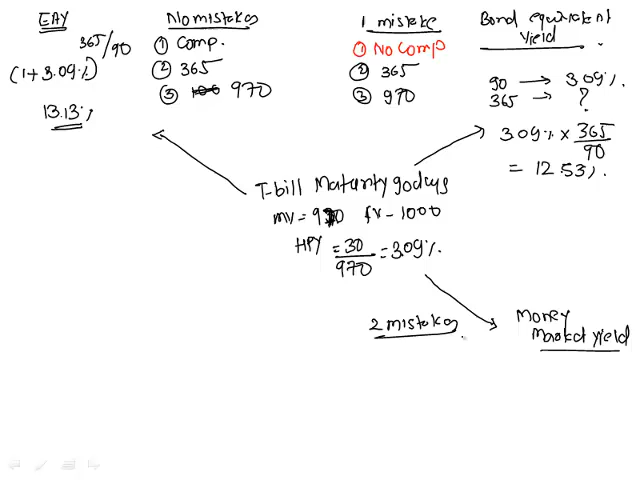 EAY
(1+3.09%)^365/90
13.13%
No mistakes
① Comp.
② 365
③ 100 970
1 mistake
① No Comp
② 365
③ 970
Bond equivalent
yield
90 → 3.09%.
365 → ?
3.09% × 365/90
= 12.53%.
T-bill Maturity 90 days
mv = 970 fv - 1000
HPY = 30/970 = 3.09%.
2 mistakes
Money
Market yield